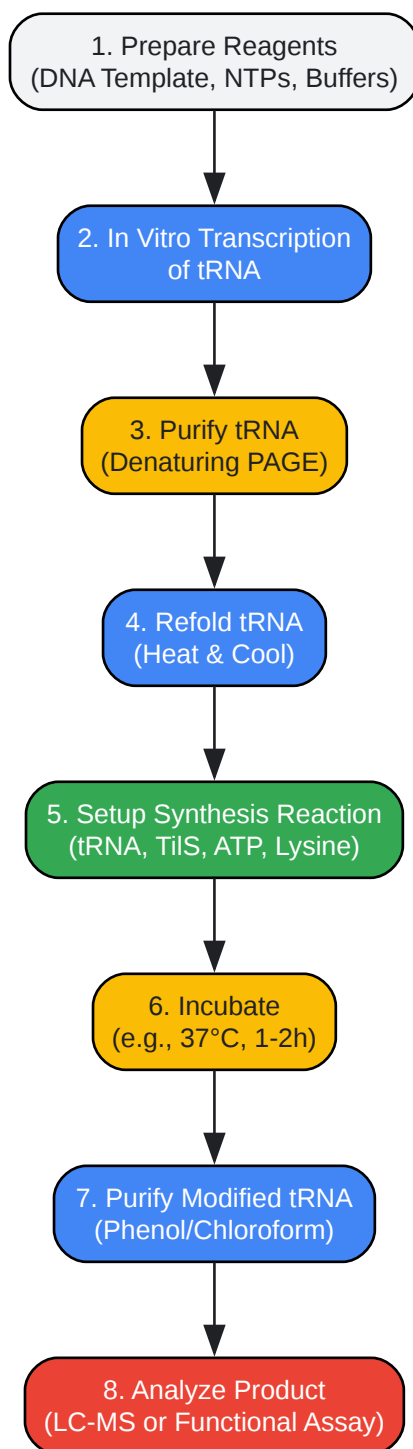 1. Prepare Reagents
(DNA Template, NTPs, Buffers)
2. In Vitro Transcription
of tRNA
3. Purify tRNA
(Denaturing PAGE)
4. Refold tRNA
(Heat & Cool)
5. Setup Synthesis Reaction
(tRNA, TilS, ATP, Lysine)
6. Incubate
(e.g., 37°C, 1-2h)
7. Purify Modified tRNA
(Phenol/Chloroform)
8. Analyze Product
(LC-MS or Functional Assay)